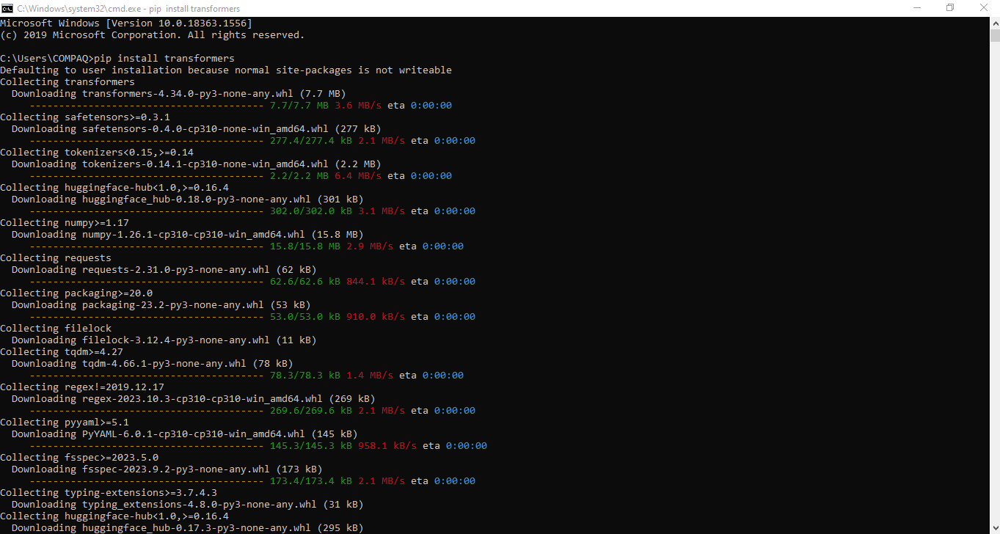 C:\Windows\system32\cmd.exe - pip  install transformers
Microsoft Windows [Version 10.0.18363.1556]
(c) 2019 Microsoft Corporation. All rights reserved.
C:\Users\COMPAQ>pip install transformers
Defaulting to user installation because normal site-packages is not writeable
Collecting transformers
  Downloading transformers-4.34.0-py3-none-any.whl (7.7 MB)
     ---------------------------------------- 7.7/7.7 MB 3.6 MB/s eta 0:00:00
Collecting safetensors>=0.3.1
  Downloading safetensors-0.4.0-cp310-none-win_amd64.whl (277 kB)
     ---------------------------------------- 277.4/277.4 kB 2.1 MB/s eta 0:00:00
Collecting tokenizers<0.15,>=0.14
  Downloading tokenizers-0.14.1-cp310-none-win_amd64.whl (2.2 MB)
     ---------------------------------------- 2.2/2.2 MB 6.4 MB/s eta 0:00:00
Collecting huggingface-hub<1.0,>=0.16.4
  Downloading huggingface_hub-0.18.0-py3-none-any.whl (301 kB)
     ---------------------------------------- 302.0/302.0 kB 3.1 MB/s eta 0:00:00
Collecting numpy>=1.17
  Downloading numpy-1.26.1-cp310-cp310-win_amd64.whl (15.8 MB)
     ---------------------------------------- 15.8/15.8 MB 2.9 MB/s eta 0:00:00
Collecting requests
  Downloading requests-2.31.0-py3-none-any.whl (62 kB)
     ---------------------------------------- 62.6/62.6 kB 844.1 kB/s eta 0:00:00
Collecting packaging>=20.0
  Downloading packaging-23.2-py3-none-any.whl (53 kB)
     ---------------------------------------- 53.0/53.0 kB 910.0 kB/s eta 0:00:00
Collecting filelock
  Downloading filelock-3.12.4-py3-none-any.whl (11 kB)
Collecting tqdm>=4.27
  Downloading tqdm-4.66.1-py3-none-any.whl (78 kB)
     ---------------------------------------- 78.3/78.3 kB 1.4 MB/s eta 0:00:00
Collecting regex!=2019.12.17
  Downloading regex-2023.10.3-cp310-cp310-win_amd64.whl (269 kB)
     ---------------------------------------- 269.6/269.6 kB 2.1 MB/s eta 0:00:00
Collecting pyyaml>=5.1
  Downloading PyYAML-6.0.1-cp310-cp310-win_amd64.whl (145 kB)
     ---------------------------------------- 145.3/145.3 kB 958.1 kB/s eta 0:00:00
Collecting fsspec>=2023.5.0
  Downloading fsspec-2023.9.2-py3-none-any.whl (173 kB)
     ---------------------------------------- 173.4/173.4 kB 2.1 MB/s eta 0:00:00
Collecting typing-extensions>=3.7.4.3
  Downloading typing_extensions-4.8.0-py3-none-any.whl (31 kB)
Collecting huggingface-hub<1.0,>=0.16.4
  Downloading huggingface_hub-0.17.3-py3-none-any.whl (295 kB)